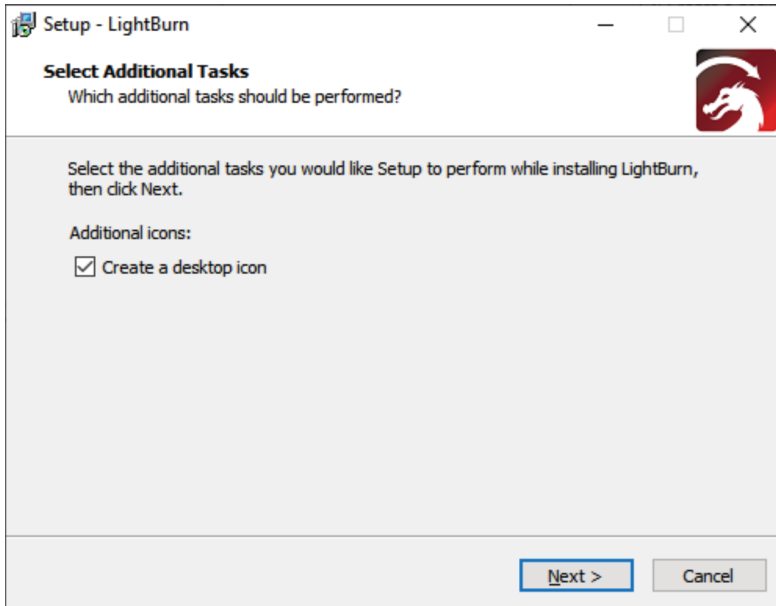 Setup - LightBurn
Select Additional Tasks
Which additional tasks should be performed?
Select the additional tasks you would like Setup to perform while installing LightBurn,
then click Next.
Additional icons:
Create a desktop icon
Next >
Cancel